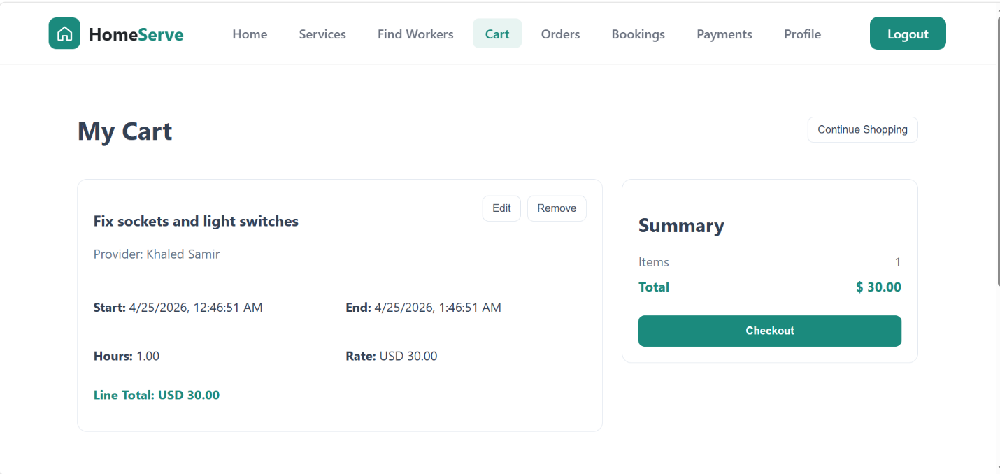 HomeServe Home Services Find Workers Cart Orders Bookings Payments Profile Logout
My Cart
Continue Shopping
Edit Remove
Fix sockets and light switches
Provider: Khaled Samir
Start: 4/25/2026, 12:46:51 AM End: 4/25/2026, 1:46:51 AM
Hours: 1.00 Rate: USD 30.00
Line Total: USD 30.00
Summary
Items 1
Total $ 30.00
Checkout